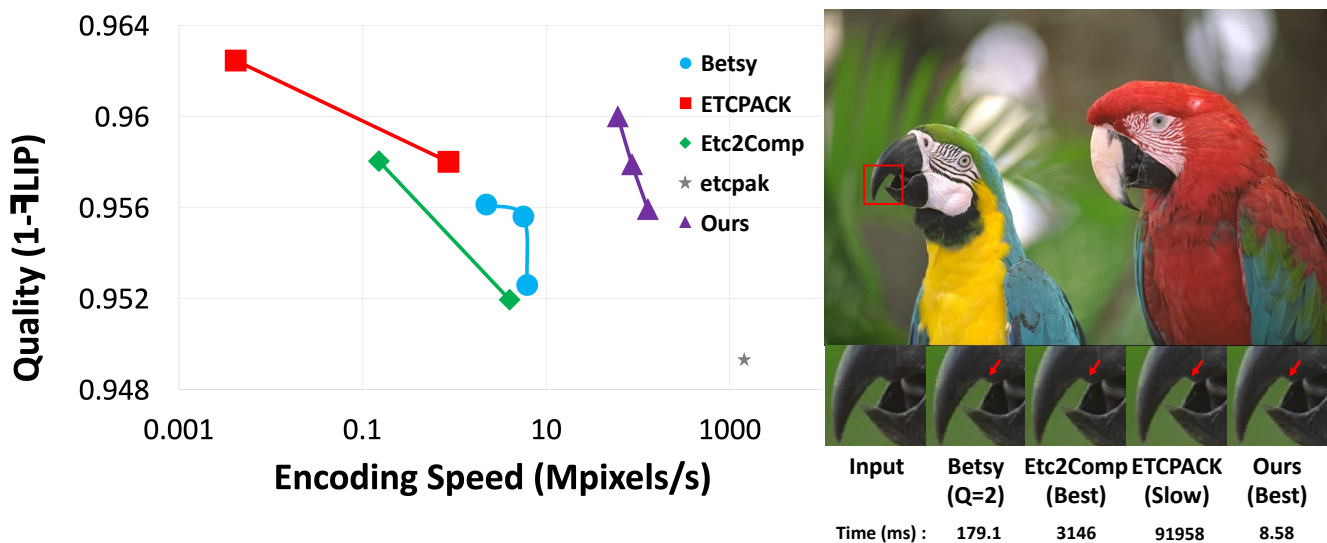 0.964
0.96
0.956
0.952
0.948
Quality (1-ꟻLIP)
0.001
0.1
10
1000
Encoding Speed (Mpixels/s)
Betsy
ETCPACK
Etc2Comp
etcpak
Ours
Input
Betsy
(Q=2)
Etc2Comp
(Best)
ETCPACK
(Slow)
Ours
(Best)
Time (ms) : 179.1 3146 91958 8.58